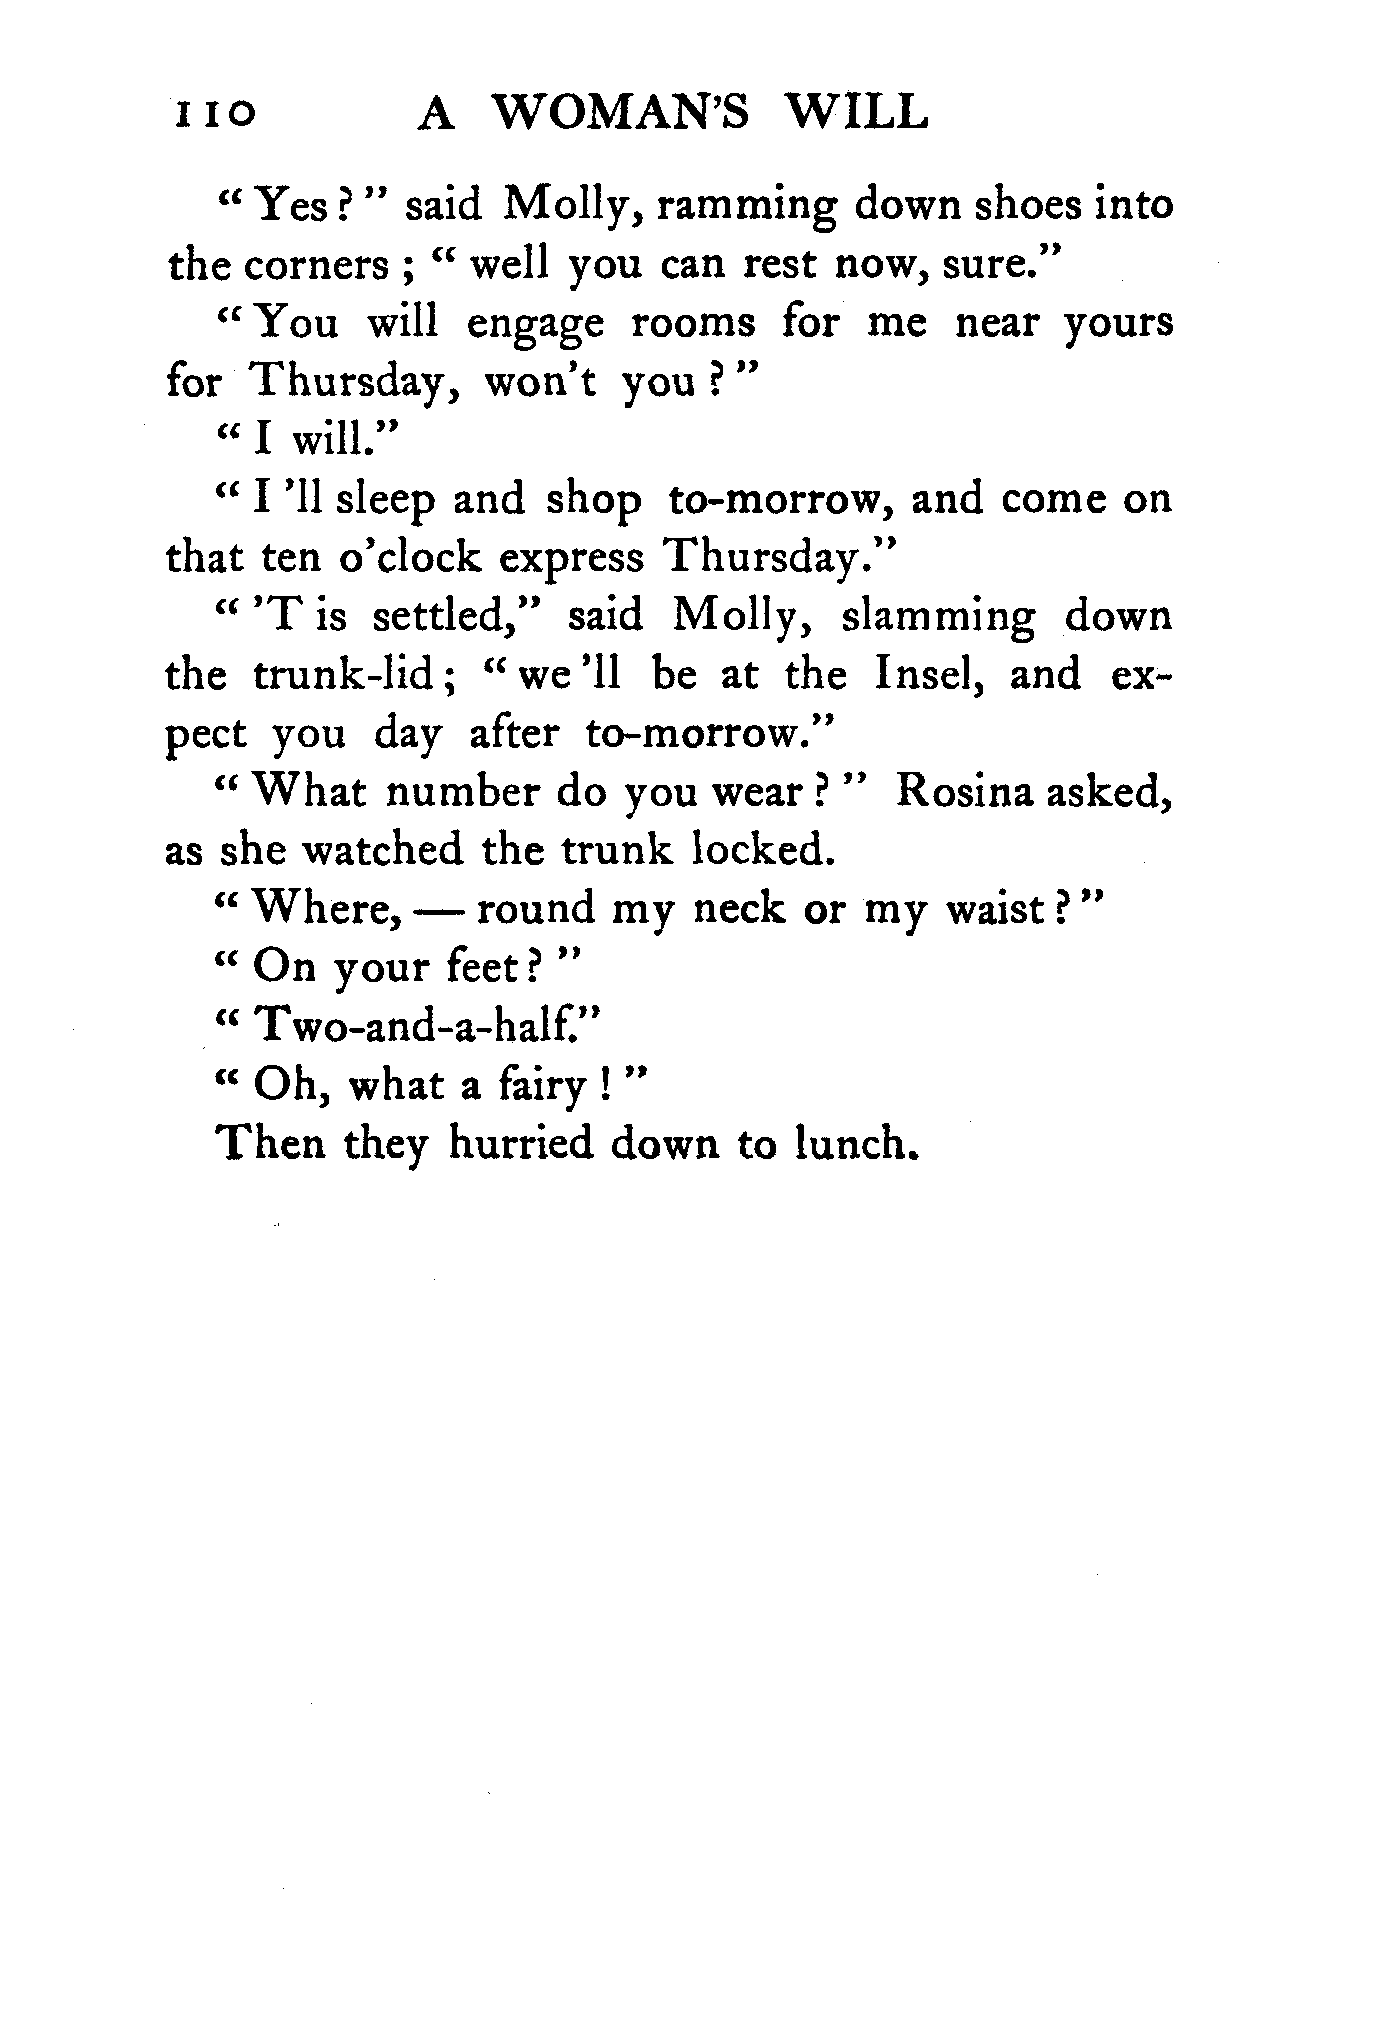 110 A WOMAN'S WILL
“Yes?” said Molly, ramming down shoes into
the corners; “well you can rest now, sure.”
“You will engage rooms for me near yours
for Thursday, won't you?”
“I will.”
“I 'll sleep and shop to-morrow, and come on
that ten o'clock express Thursday.”
“'T is settled,” said Molly, slamming down
the trunk-lid; “we 'll be at the Insel, and ex-
pect you day after to-morrow.”
“What number do you wear?” Rosina asked,
as she watched the trunk locked.
“Where, — round my neck or my waist?”
“On your feet?”
“Two-and-a-half.”
“Oh, what a fairy!”
Then they hurried down to lunch.